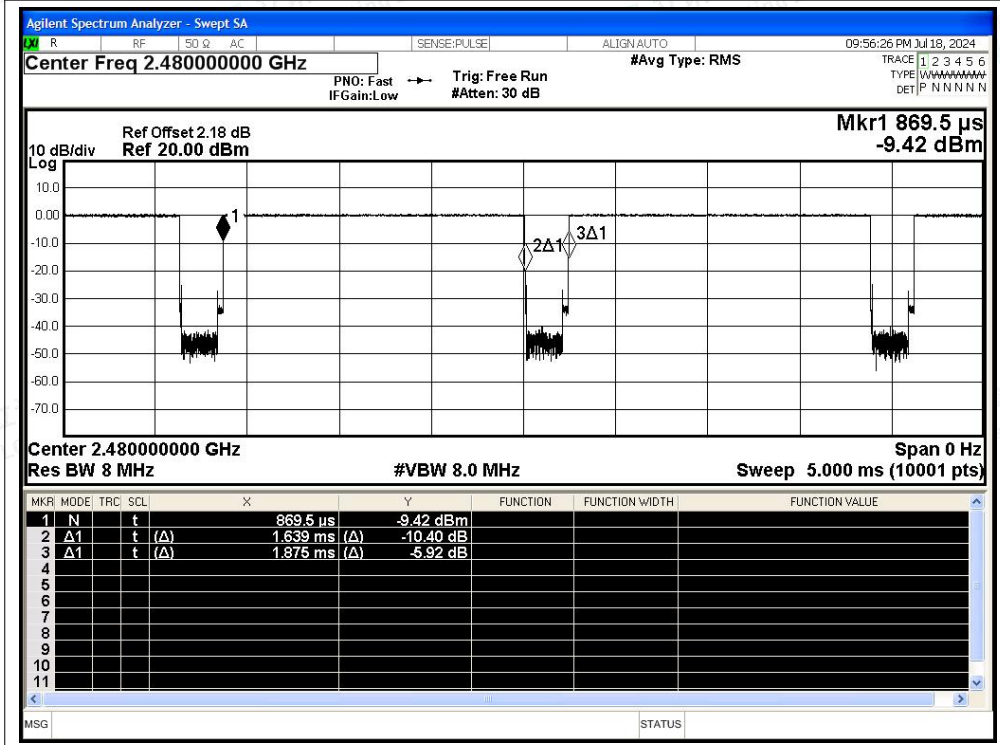 Agilent Spectrum Analyzer - Swept SA
LXI R RF 50 Ω AC SENSE:PULSE ALIGN AUTO 09:56:26 PM Jul 18, 2024
Center Freq 2.480000000 GHz #Avg Type: RMS TRACE 1 2 3 4 5 6
PNO: Fast Trig: Free Run TYPE WWWWWW
IFGain:Low #Atten: 30 dB DET P N N N N N
Mkr1 869.5 µs
-9.42 dBm
Ref Offset 2.18 dB
10 dB/div Ref 20.00 dBm
Log
10.0
0.00
-10.0
-20.0
-30.0
-40.0
-50.0
-60.0
-70.0
1
2Δ1
3Δ1
Center 2.480000000 GHz Span 0 Hz
Res BW 8 MHz #VBW 8.0 MHz Sweep 5.000 ms (10001 pts)
MKR MODE TRC SCL X Y FUNCTION FUNCTION WIDTH FUNCTION VALUE
1 N t 869.5 µs -9.42 dBm
2 Δ1 t (Δ) 1.639 ms (Δ) -10.40 dB
3 Δ1 t (Δ) 1.875 ms (Δ) -5.92 dB
4
5
6
7
8
9
10
11
MSG STATUS